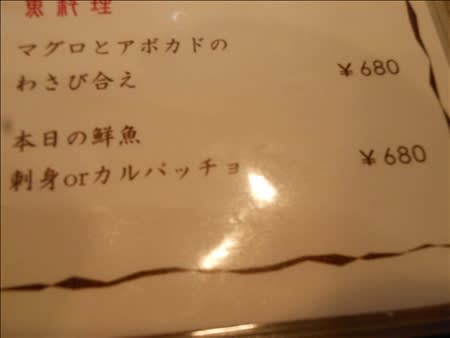 魚料理
マグロとアボカドの
わさび合え
¥680
本日の鮮魚
刺身orカルパッチョ
¥680